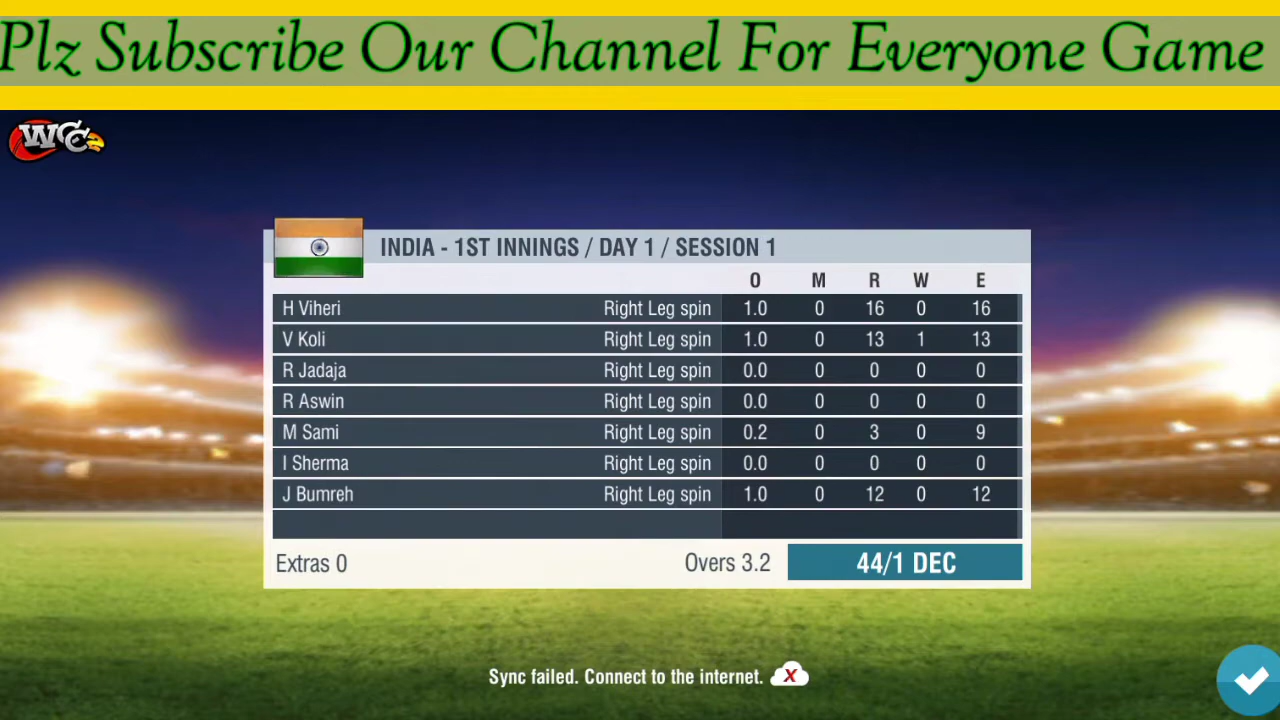 Plz Subscribe Our Channel For Everyone Game
WCC
INDIA - 1ST INNINGS / DAY 1 / SESSION 1
O M R W E
H Viheri Right Leg spin 1.0 0 16 0 16
V Koli Right Leg spin 1.0 0 13 1 13
R Jadaja Right Leg spin 0.0 0 0 0 0
R Aswin Right Leg spin 0.0 0 0 0 0
M Sami Right Leg spin 0.2 0 3 0 9
I Sherma Right Leg spin 0.0 0 0 0 0
J Bumreh Right Leg spin 1.0 0 12 0 12
Extras 0 Overs 3.2 44/1 DEC
Sync failed. Connect to the internet. X